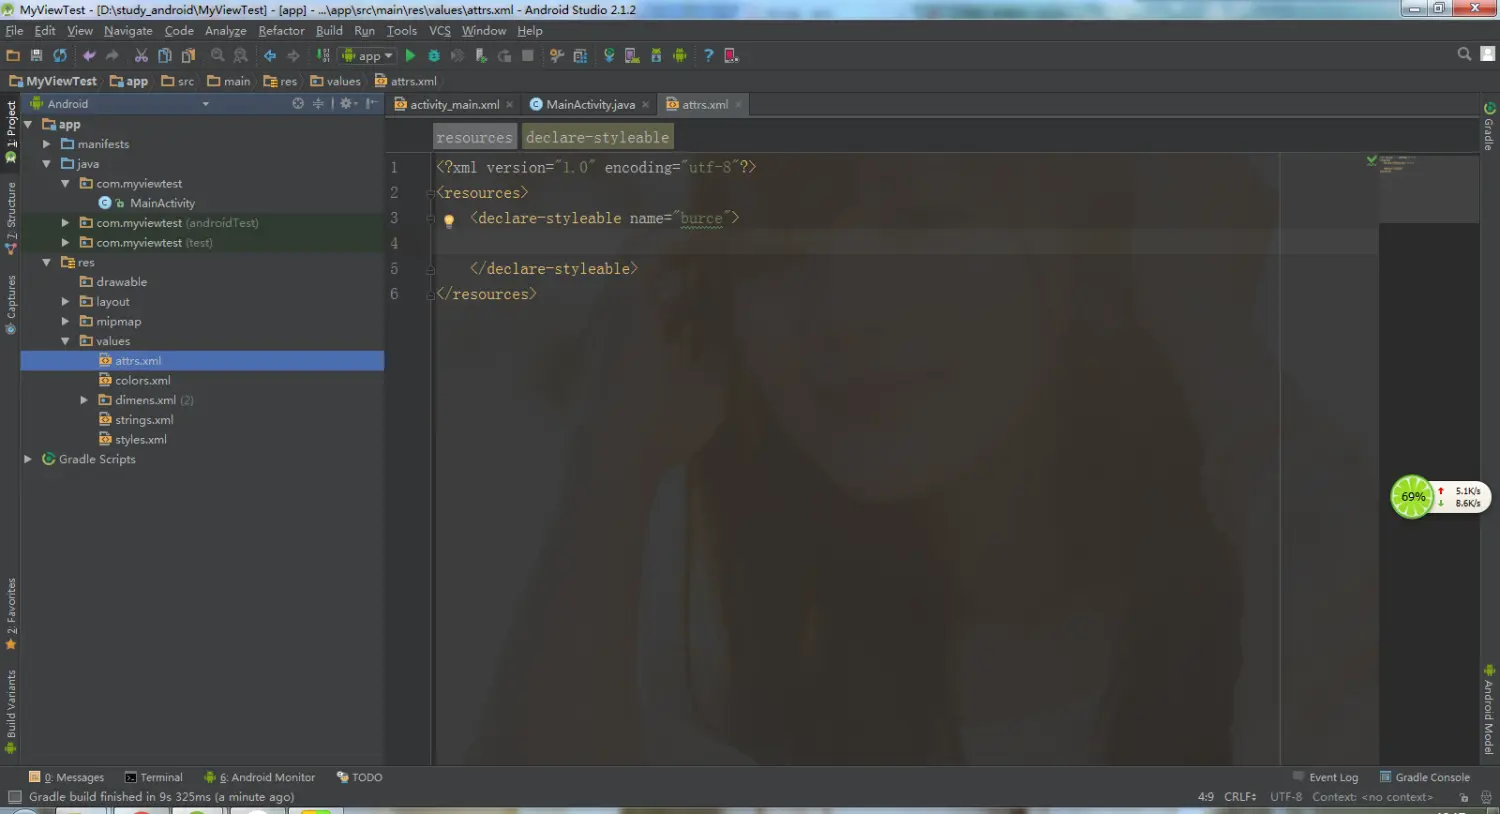 MyViewTest - [D:\study_android\MyViewTest] - [app] - ...\app\src\main\res\values\attrs.xml - Android Studio 2.1.2
File Edit View Navigate Code Analyze Refactor Build Run Tools VCS Window Help
app
MyViewTest app src main res values attrs.xml
Android
activity_main.xml MainActivity.java attrs.xml
1: Project
7: Structure
Captures
2: Favorites
Build Variants
app
manifests
java
com.myviewtest
MainActivity
com.myviewtest (androidTest)
com.myviewtest (test)
res
drawable
layout
mipmap
values
attrs.xml
colors.xml
dimens.xml (2)
strings.xml
styles.xml
Gradle Scripts
resources declare-styleable
1 <?xml version="1.0" encoding="utf-8"?>
2 <resources>
3 <declare-styleable name="burce">
4
5 </declare-styleable>
6 </resources>
Gradle
Android Model
69% 5.1K/s
8.6K/s
0: Messages Terminal 6: Android Monitor TODO Event Log Gradle Console
Gradle build finished in 9s 325ms (a minute ago) 4:9 CRLF UTF-8 Context: <no context>